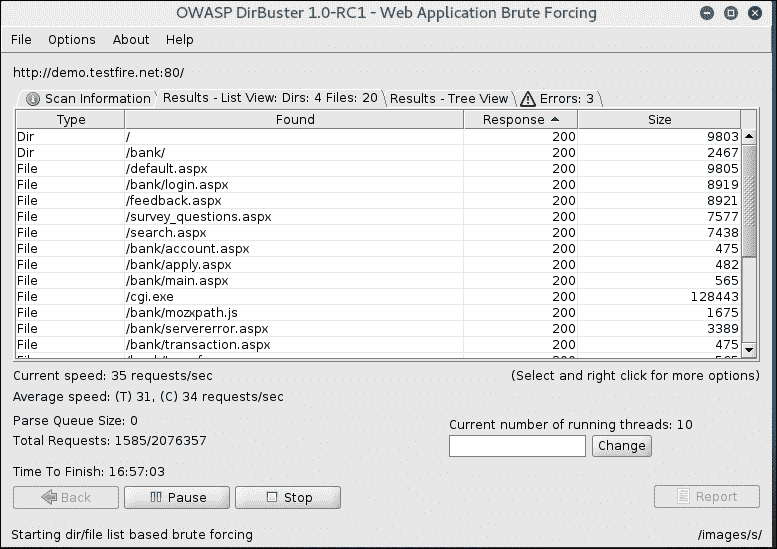 OWASP DirBuster 1.0-RC1 - Web Application Brute Forcing
File Options About Help
http://demo.testfire.net:80/
Scan Information Results - List View: Dirs: 4 Files: 20 Results - Tree View Errors: 3
Type Found Response Size
Dir / 200 9803
Dir /bank/ 200 2467
File /default.aspx 200 9805
File /bank/login.aspx 200 8919
File /feedback.aspx 200 8921
File /survey_questions.aspx 200 7577
File /search.aspx 200 7438
File /bank/account.aspx 200 475
File /bank/apply.aspx 200 482
File /bank/main.aspx 200 565
File /cgi.exe 200 128443
File /bank/mozxpath.js 200 1675
File /bank/servererror.aspx 200 3389
File /bank/transaction.aspx 200 475
Current speed: 35 requests/sec (Select and right click for more options)
Average speed: (T) 31, (C) 34 requests/sec
Parse Queue Size: 0 Current number of running threads: 10
Total Requests: 1585/2076357 Change
Time To Finish: 16:57:03
Back Pause Stop Report
Starting dir/file list based brute forcing /images/s/